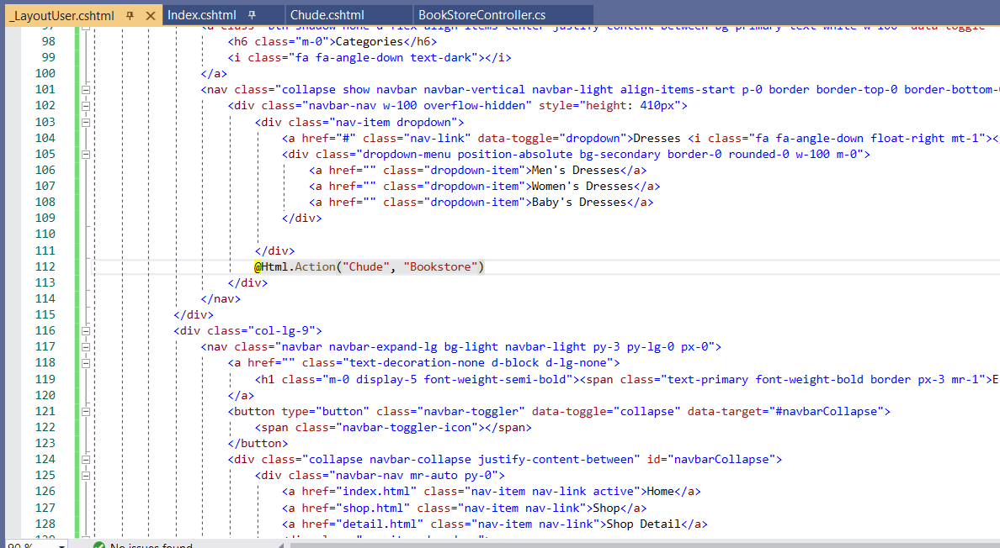 _LayoutUser.cshtml Index.cshtml Chude.cshtml BookStoreController.cs
97 <a class="btn shadow-none d-flex align-items-center justify-content-between bg-primary text-white w-100" data-toggle=
98 <h6 class="m-0">Categories</h6>
99 <i class="fa fa-angle-down text-dark"></i>
100 </a>
101 <nav class="collapse show navbar navbar-vertical navbar-light align-items-start p-0 border border-top-0 border-bottom-
102 <div class="navbar-nav w-100 overflow-hidden" style="height: 410px">
103 <div class="nav-item dropdown">
104 <a href="#" class="nav-link" data-toggle="dropdown">Dresses <i class="fa fa-angle-down float-right mt-1"><
105 <div class="dropdown-menu position-absolute bg-secondary border-0 rounded-0 w-100 m-0">
106 <a href="" class="dropdown-item">Men's Dresses</a>
107 <a href="" class="dropdown-item">Women's Dresses</a>
108 <a href="" class="dropdown-item">Baby's Dresses</a>
109 </div>
110
111 </div>
112 @Html.Action("Chude", "Bookstore")
113 </div>
114 </nav>
115 </div>
116 <div class="col-lg-9">
117 <nav class="navbar navbar-expand-lg bg-light navbar-light py-3 py-lg-0 px-0">
118 <a href="" class="text-decoration-none d-block d-lg-none">
119 <h1 class="m-0 display-5 font-weight-semi-bold"><span class="text-primary font-weight-bold border px-3 mr-1">E
120 </a>
121 <button type="button" class="navbar-toggler" data-toggle="collapse" data-target="#navbarCollapse">
122 <span class="navbar-toggler-icon"></span>
123 </button>
124 <div class="collapse navbar-collapse justify-content-between" id="navbarCollapse">
125 <div class="navbar-nav mr-auto py-0">
126 <a href="index.html" class="nav-item nav-link active">Home</a>
127 <a href="shop.html" class="nav-item nav-link">Shop</a>
128 <a href="detail.html" class="nav-item nav-link">Shop Detail</a>
129
90 % No issues found